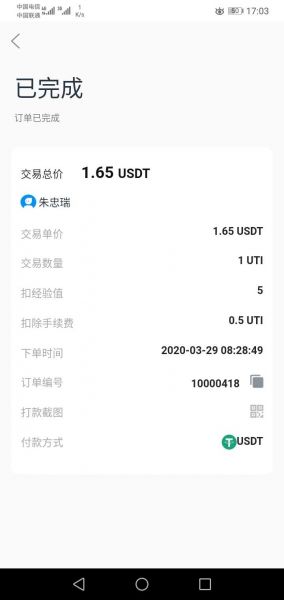 中国电信 中国联通 1 K/s 17:03
已完成
订单已完成
交易总价 1.65 USDT
朱忠瑞
交易单价 1.65 USDT
交易数量 1 UTI
扣经验值 5
扣除手续费 0.5 UTI
下单时间 2020-03-29 08:28:49
订单编号 10000418
打款截图
付款方式 USDT